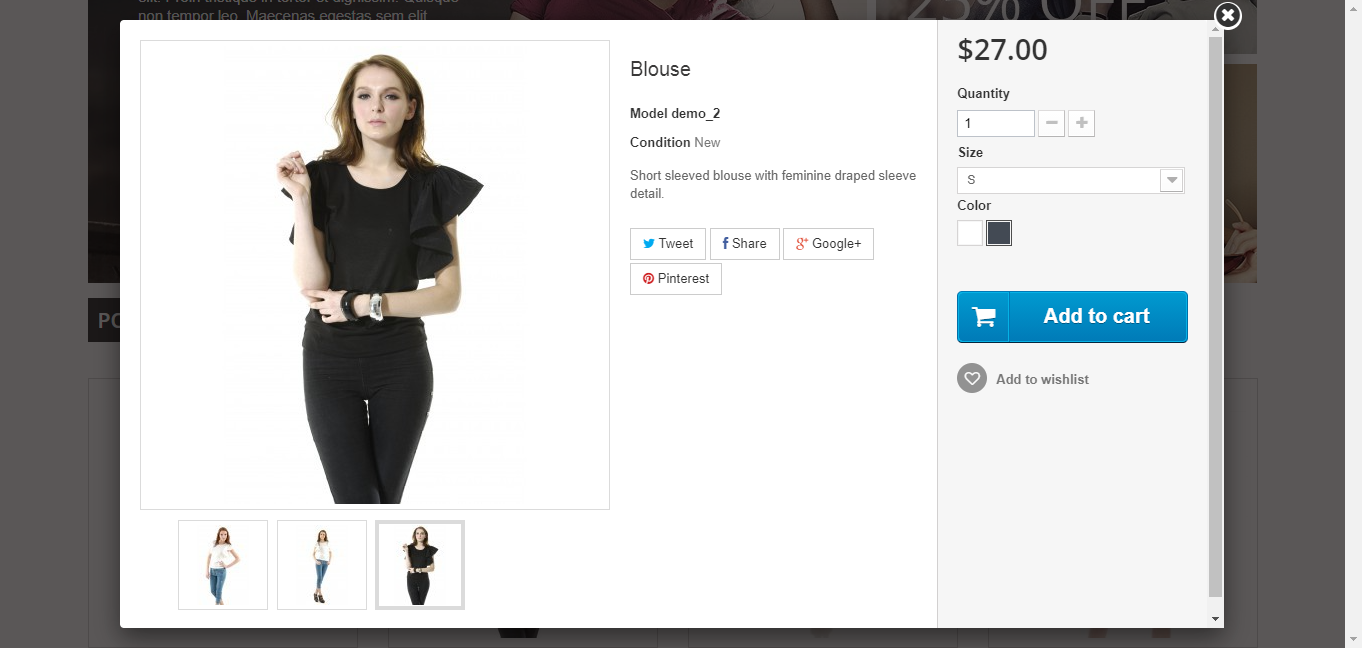 elit. Proin tristique in tortor et dignissim. Quisque
non tempor leo. Maecenas egestas sem elit
25% OFF
$27.00
Blouse
Quantity
Model demo_2
1
Condition New
Size
Short sleeved blouse with feminine draped sleeve
detail.
S
Color
Tweet
Share
Google+
Pinterest
Add to cart
PO
Add to wishlist